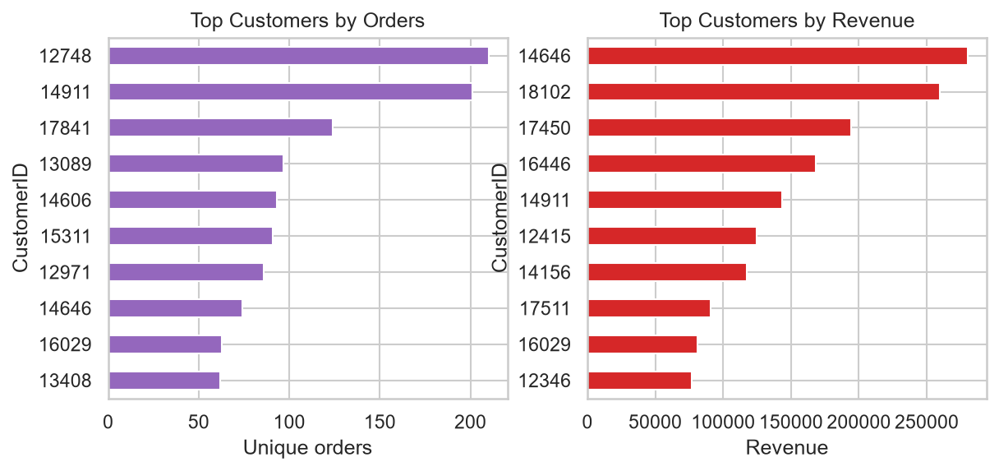 Top Customers by Orders
CustomerID
12748
14911
17841
13089
14606
15311
12971
14646
16029
13408
0 50 100 150 200
Unique orders
Top Customers by Revenue
CustomerID
14646
18102
17450
16446
14911
12415
14156
17511
16029
12346
0 50000 100000 150000 200000 250000
Revenue